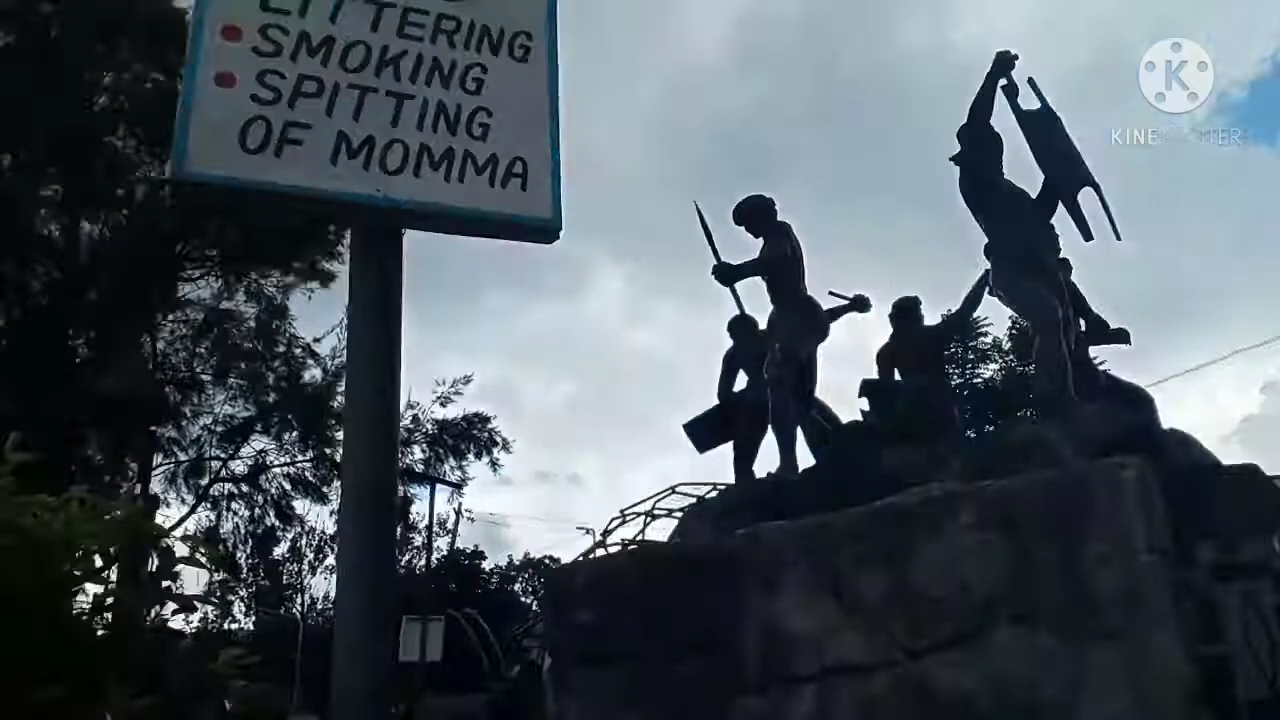 LITTERING
• SMOKING
• SPITTING
OF MOMMA
K
KINEMASTER